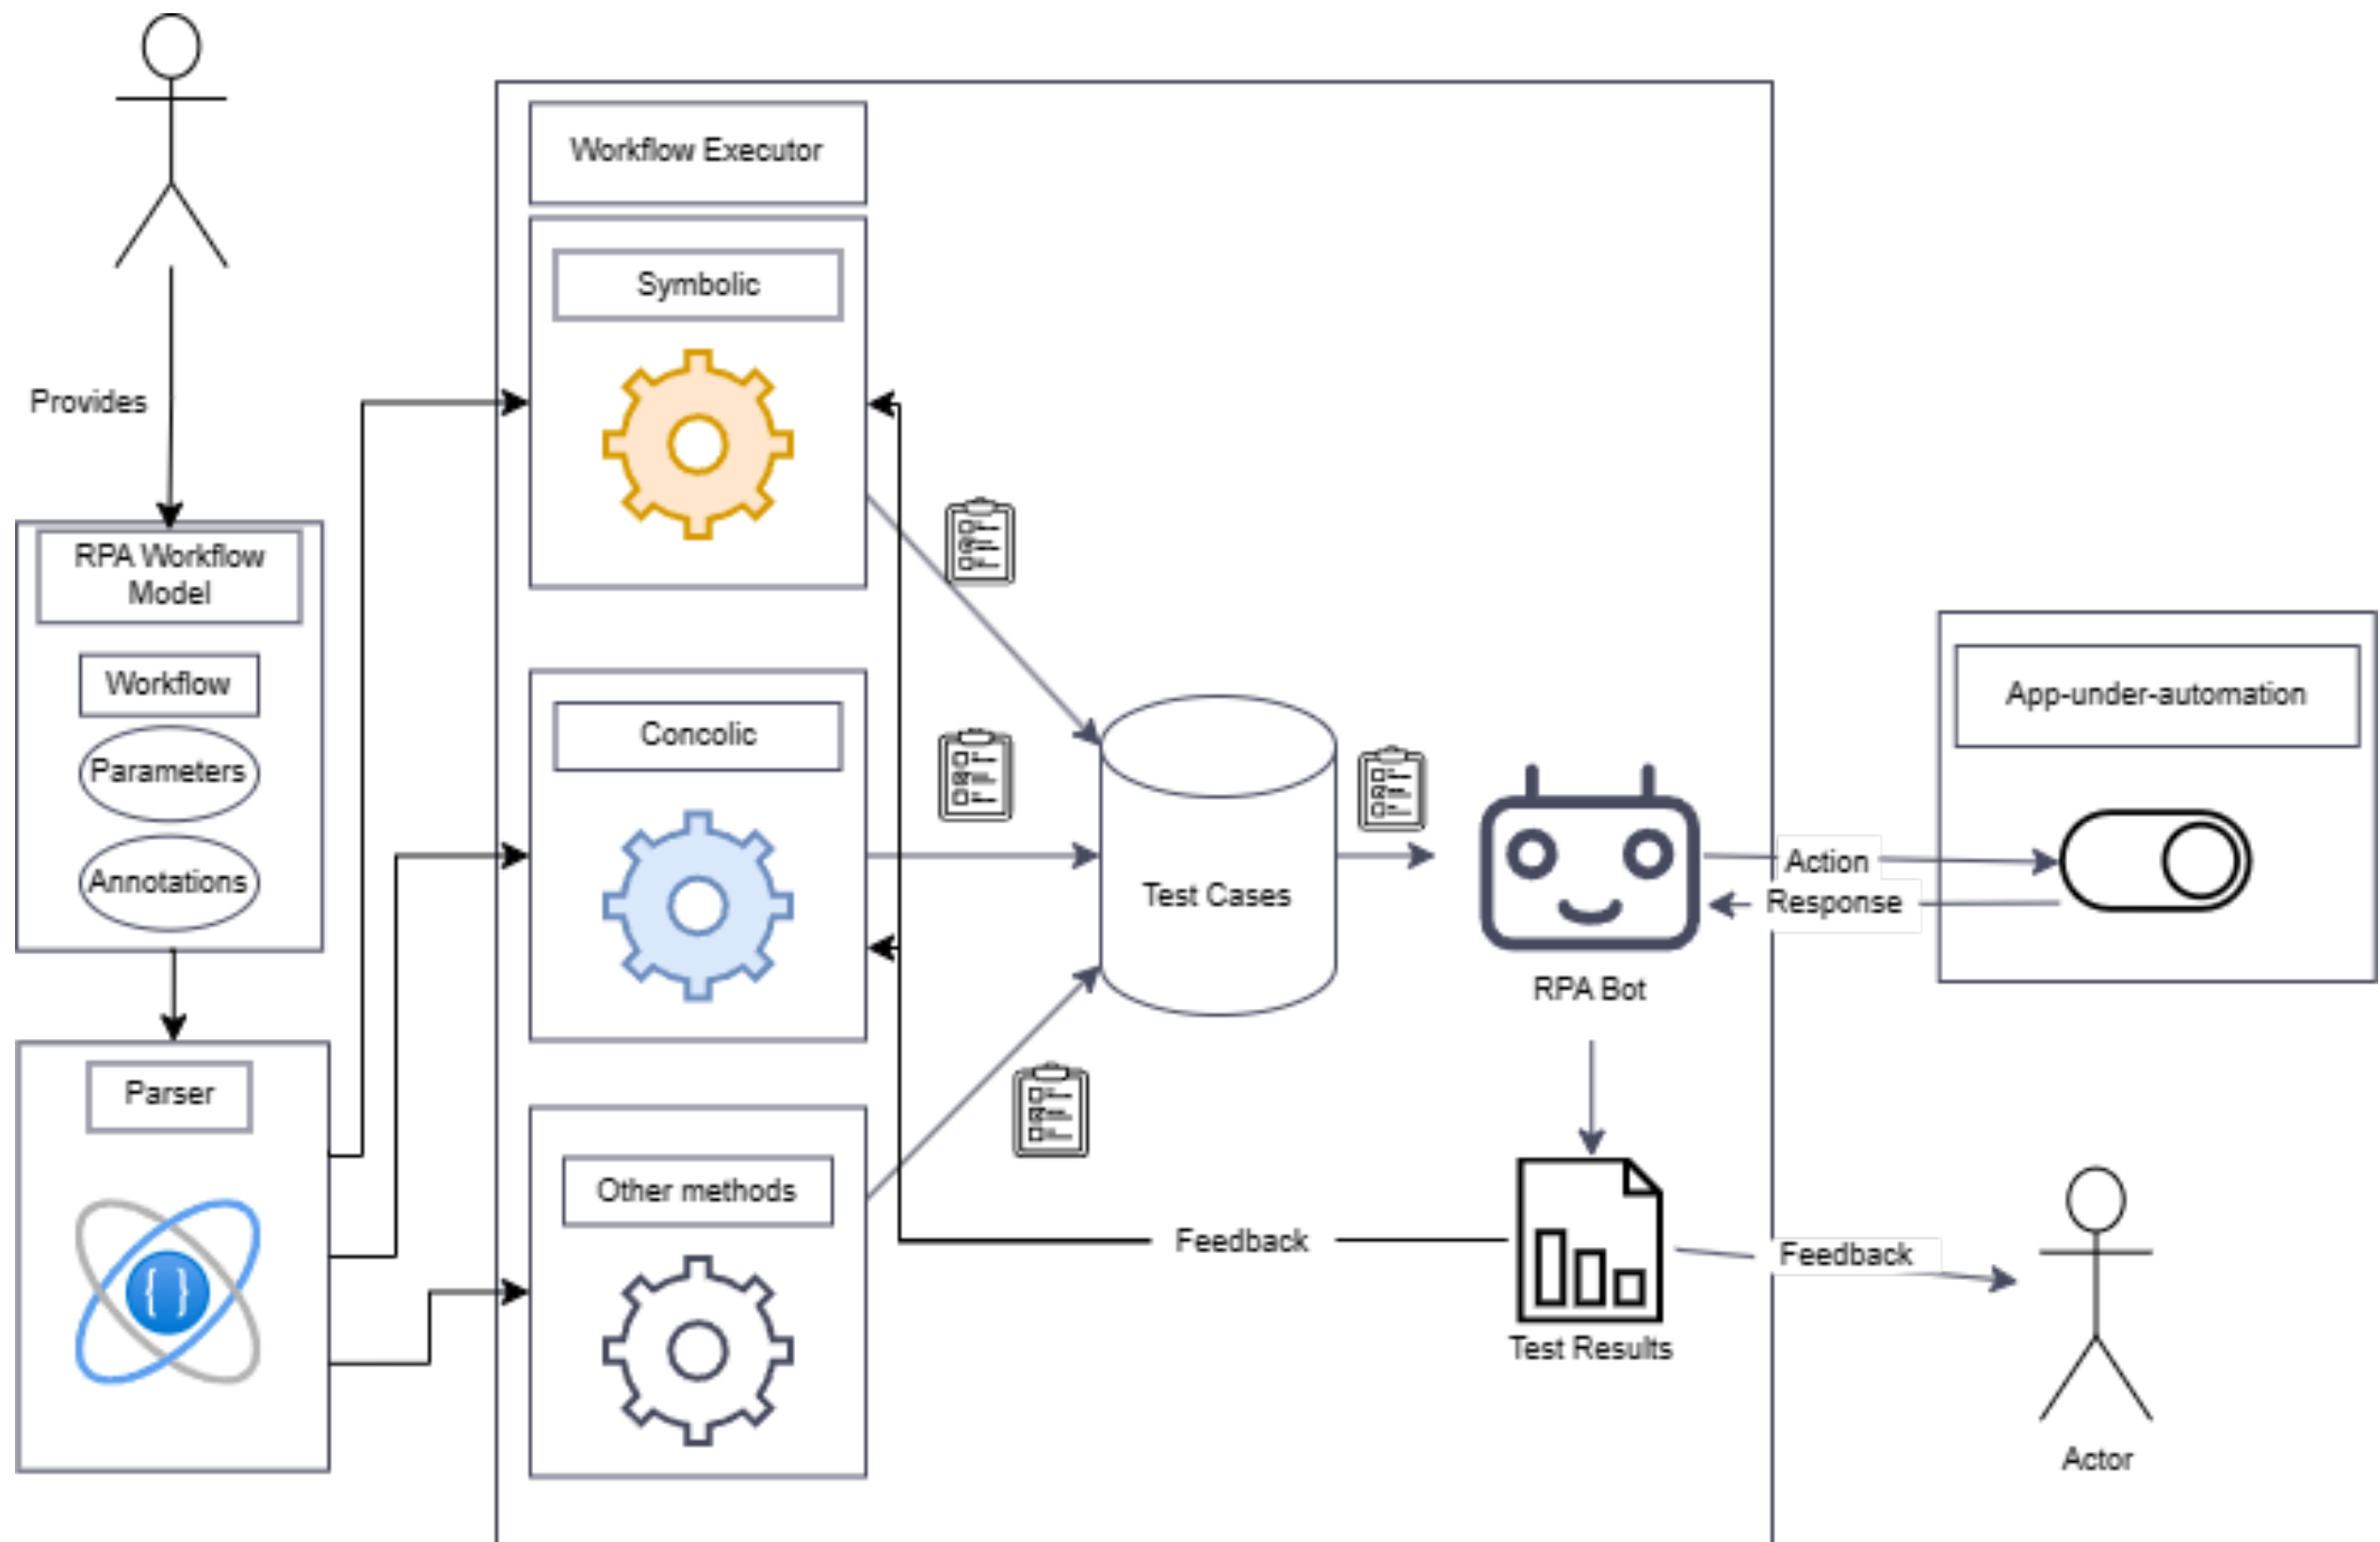 Provides
RPA Workflow
Model
Workflow
Parameters
Annotations
Parser
Workflow Executor
Symbolic
Concolic
Other methods
Test Cases
RPA Bot
Action
Response
App-under-automation
Feedback
Test Results
Feedback
Actor